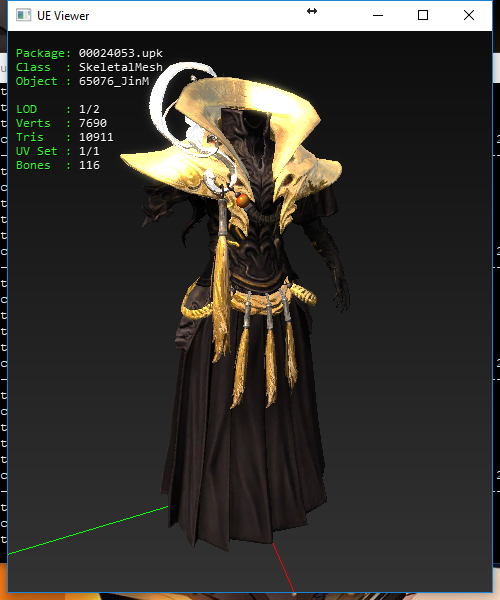 UE Viewer
Package: 00024053.upk
Class  : SkeletalMesh
Object : 65076_JinM
LOD    : 1/2
Verts  : 7690
Tris   : 10911
UV Set : 1/1
Bones  : 116